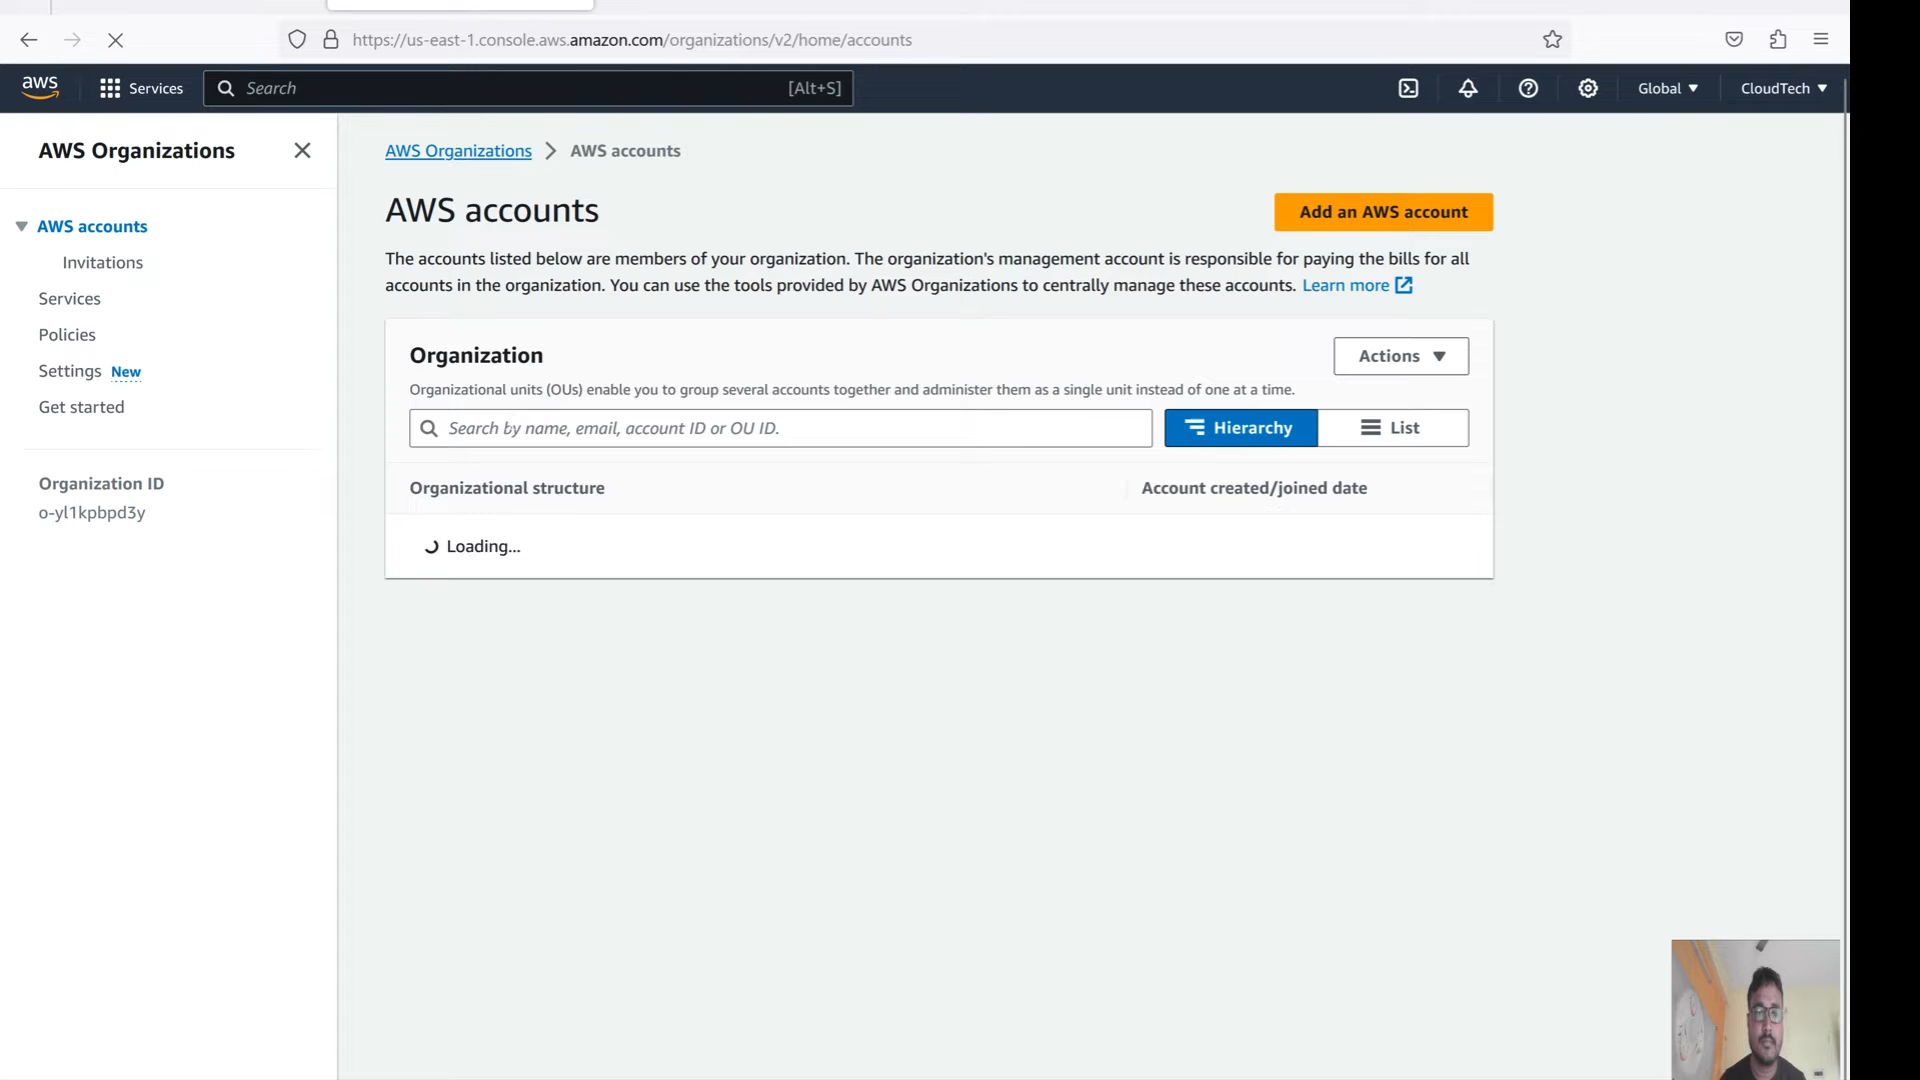 https://us-east-1.console.aws.amazon.com/organizations/v2/home/accounts
aws
Services
Search
[Alt+S]
Global
CloudTech
AWS Organizations
AWS accounts
Invitations
Services
Policies
Settings New
Get started
Organization ID
o-yl1kpbpd3y
AWS Organizations
AWS accounts
AWS accounts
Add an AWS account
The accounts listed below are members of your organization. The organization's management account is responsible for paying the bills for all
accounts in the organization. You can use the tools provided by AWS Organizations to centrally manage these accounts. Learn more
Organization
Actions
Organizational units (OUs) enable you to group several accounts together and administer them as a single unit instead of one at a time.
Search by name, email, account ID or OU ID.
Hierarchy
List
Organizational structure
Account created/joined date
Loading...